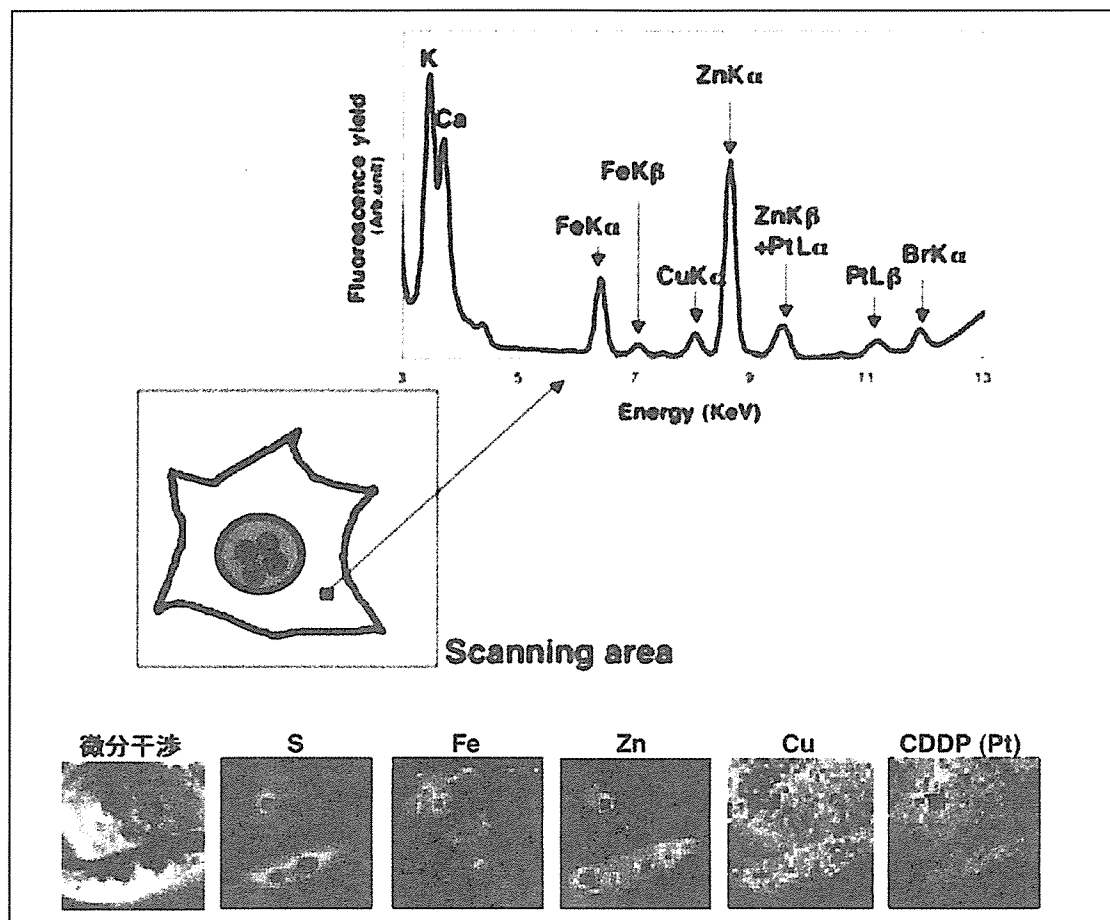 K
Ca
ZnKα
FeKβ
FeKα
ZnKβ
+PtLα
CuKα
PtLβ
BrKα
Fluorescence yield
(Arb.unit)
3 5 7 9 11 13
Energy (KeV)
Scanning area
微分干渉 S Fe Zn Cu CDDP (Pt)